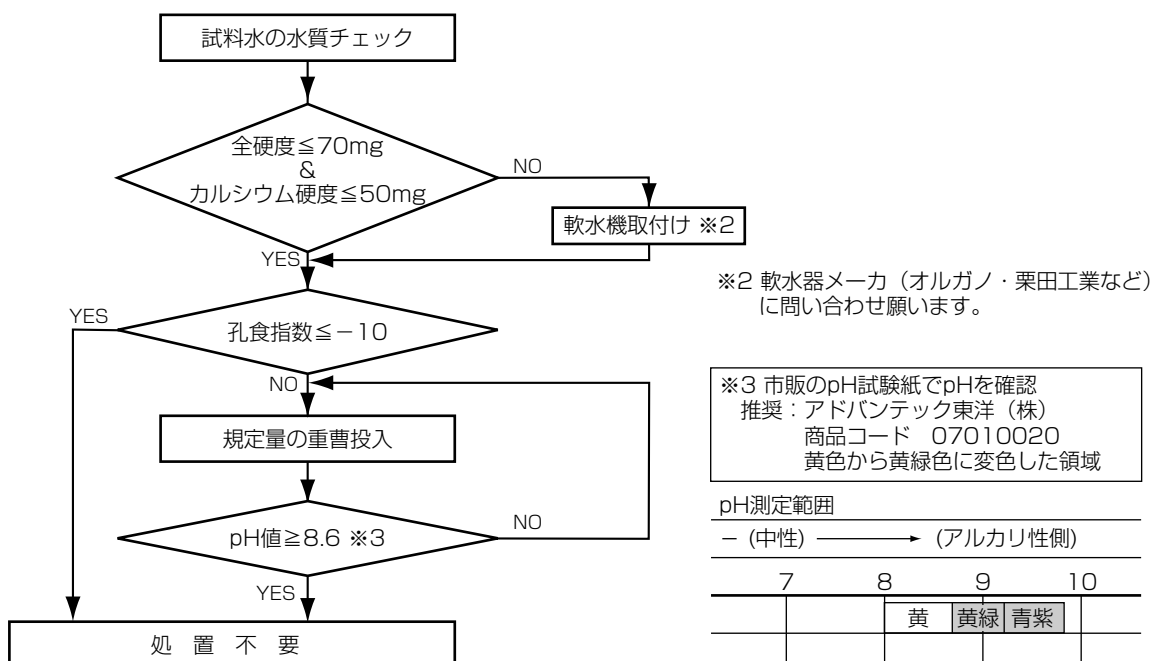 試料水の水質チェック
全硬度≦70mg
&
カルシウム硬度≦50mg
NO
軟水機取付け ※2
YES
※2 軟水器メーカ（オルガノ・栗田工業など）
に問い合わせ願います。
YES
孔食指数≦－10
NO
※3 市販のpH試験紙でpHを確認
推奨：アドバンテック東洋（株）
商品コード　07010020
黄色から黄緑色に変色した領域
規定量の重曹投入
pH測定範囲
− (中性) → (アルカリ性側)
pH値≧8.6 ※3
NO
7 8 9 10
YES
黄 黄緑 青紫
処 置 不 要